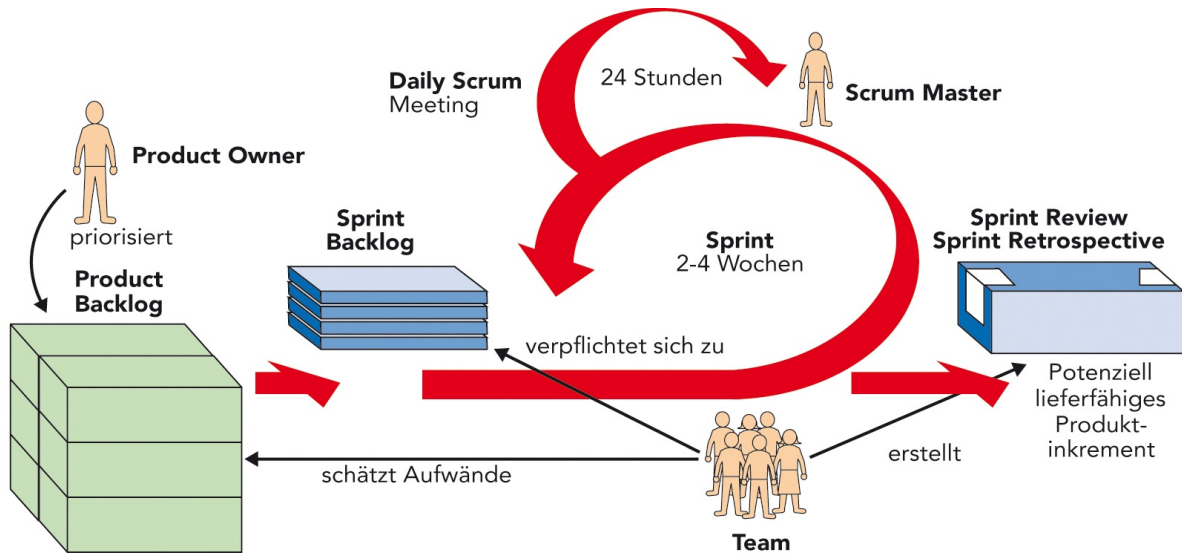 Daily Scrum
Meeting
24 Stunden
Scrum Master
Product Owner
priorisiert
Product
Backlog
Sprint
Backlog
Sprint
2-4 Wochen
Sprint Review
Sprint Retrospective
verpflichtet sich zu
Potenziell
lieferfähiges
Produkt-
inkrement
schätzt Aufwände
erstellt
Team